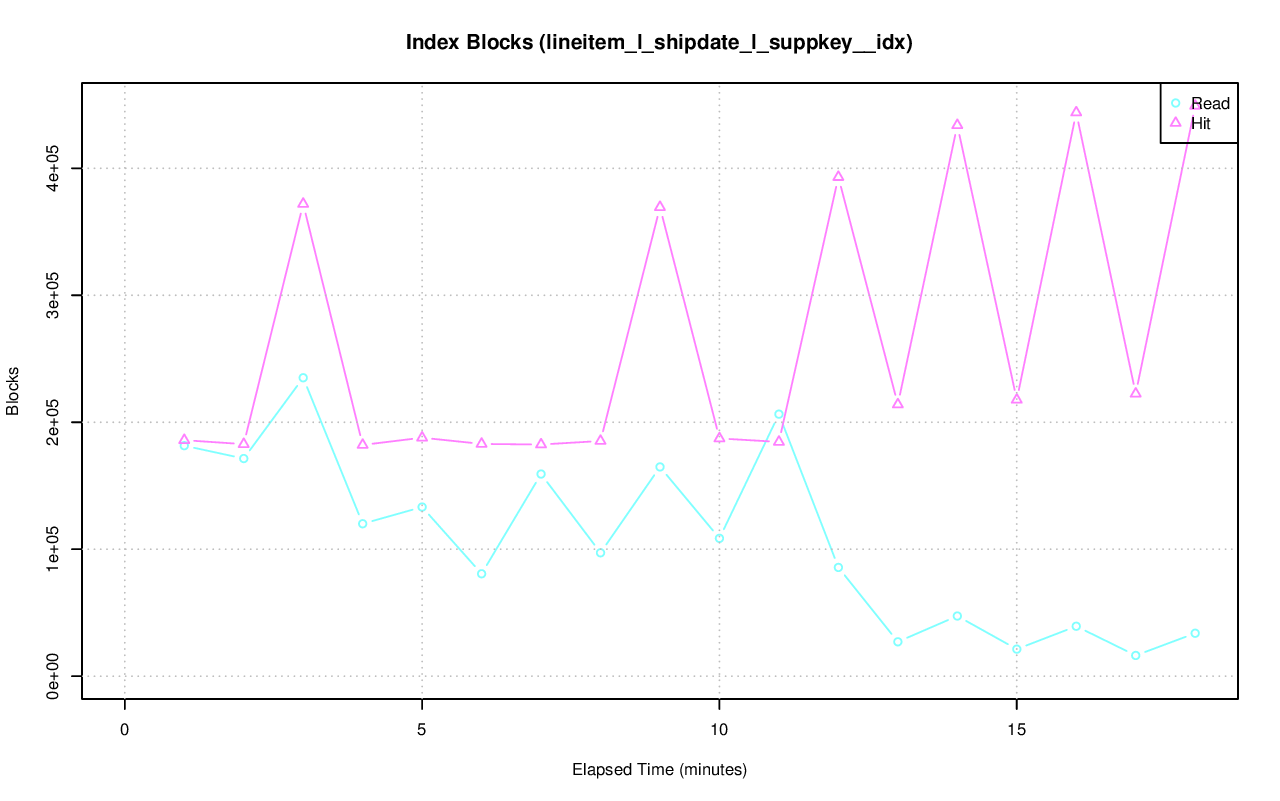 Index Blocks (lineitem_l_shipdate_l_suppkey__idx)
Read
Hit
4e+05
3e+05
2e+05
1e+05
0e+00
Blocks
0 5 10 15
Elapsed Time (minutes)